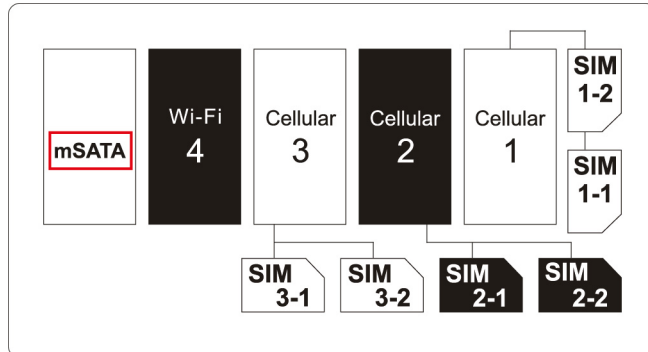 mSATA
Wi-Fi
4
Cellular
3
Cellular
2
Cellular
1
SIM
1-2
SIM
1-1
SIM
3-1
SIM
3-2
SIM
2-1
SIM
2-2